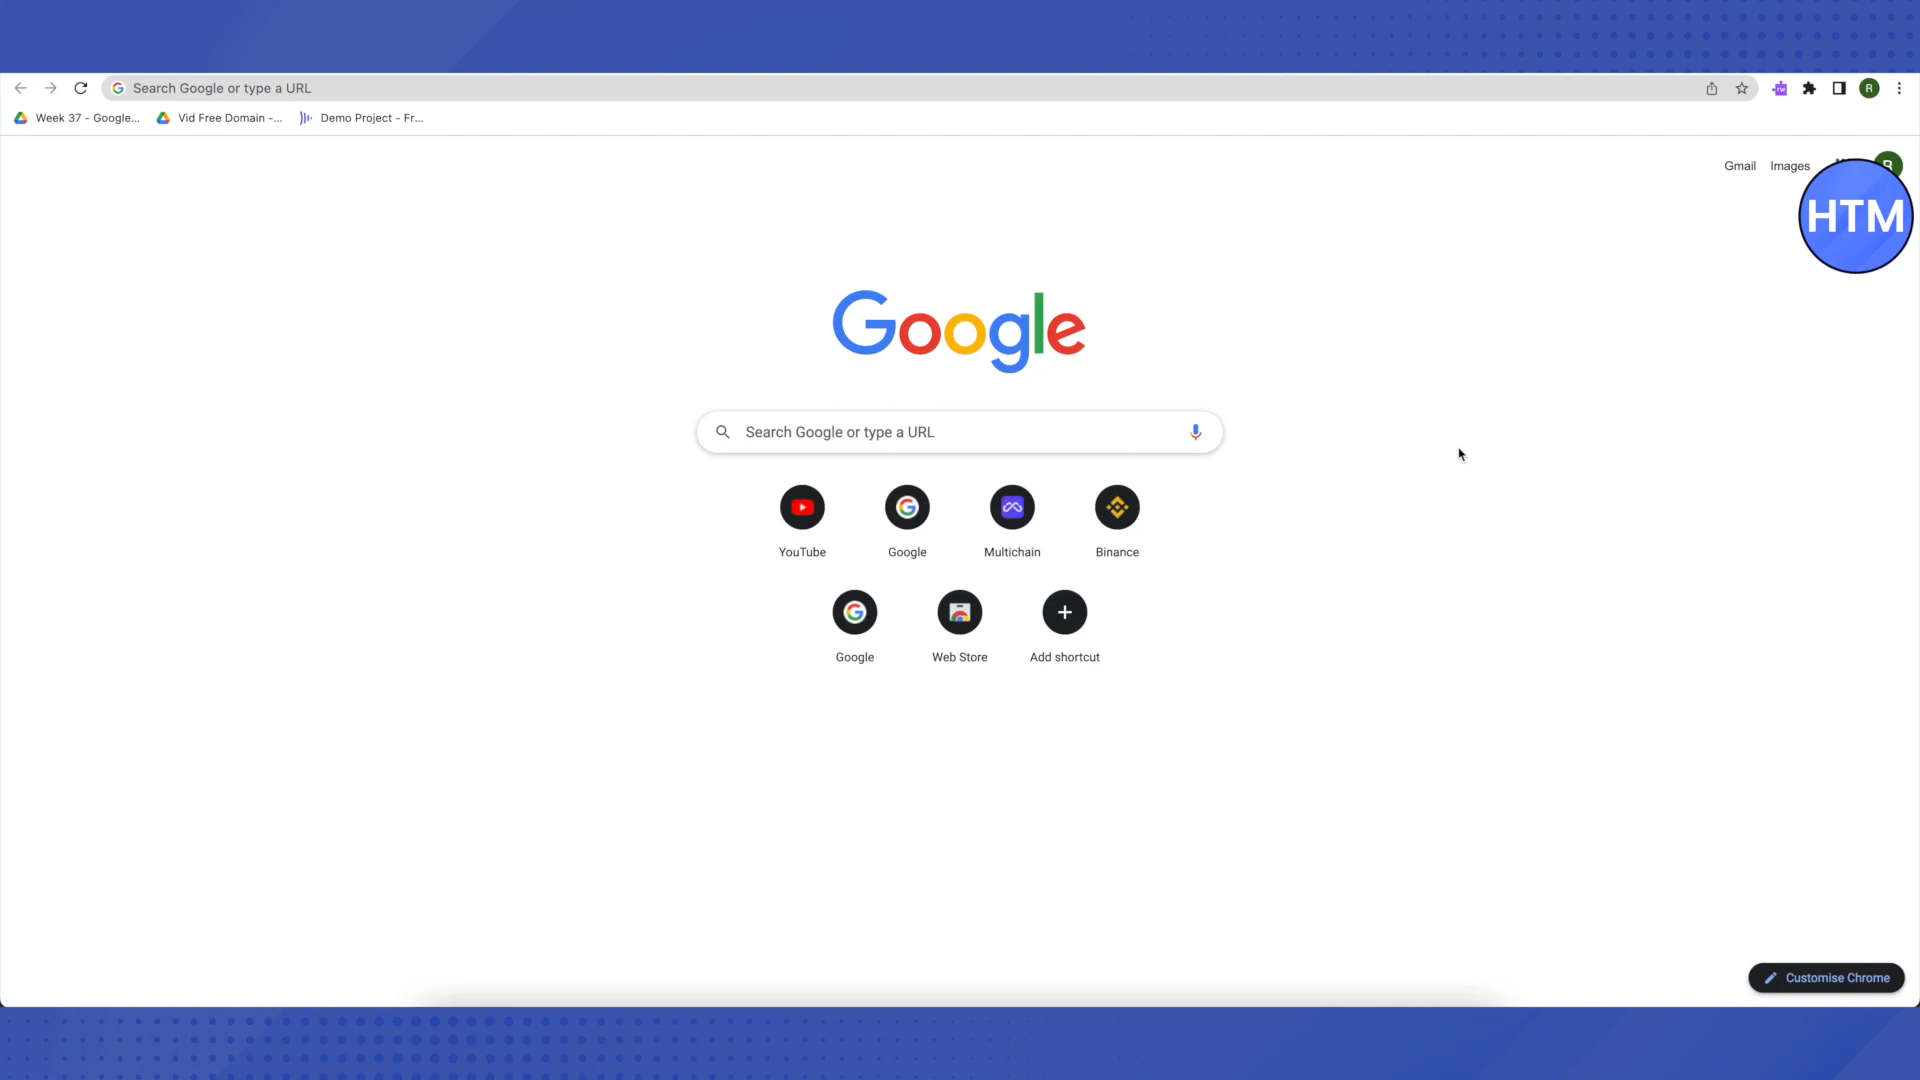 Search Google or type a URL
rw
R
Week 37 - Google...
Vid Free Domain -...
Demo Project - Fr...
Gmail
Images
R
HTM
Google
Search Google or type a URL
YouTube
Google
Multichain
Binance
Google
Web Store
Add shortcut
Customise Chrome